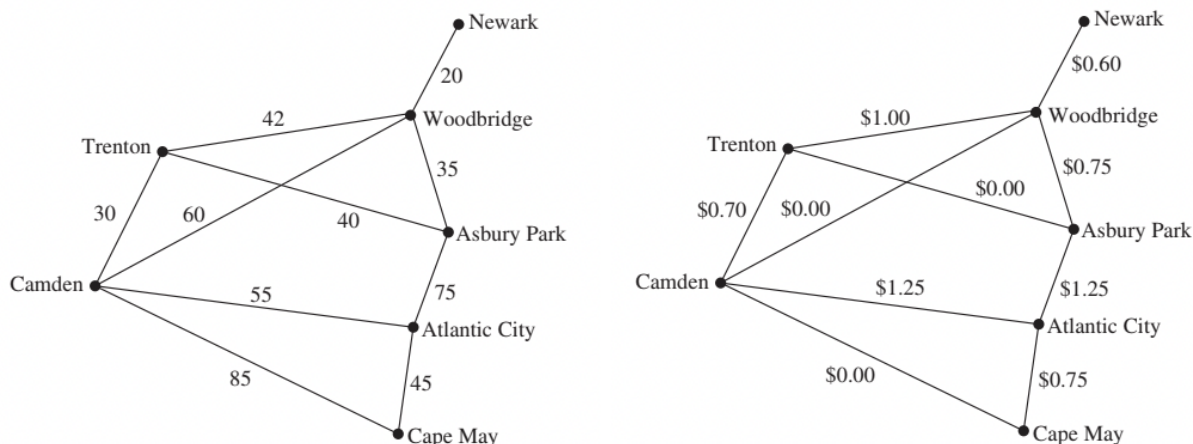 Newark
20
42
Woodbridge
Trenton
35
30
60
40
Asbury Park
Camden
55
75
Atlantic City
85
45
Cape May
Newark
$0.60
$1.00
Woodbridge
Trenton
$0.75
$0.00
$0.70
$0.00
Asbury Park
Camden
$1.25
$1.25
Atlantic City
$0.00
$0.75
Cape May